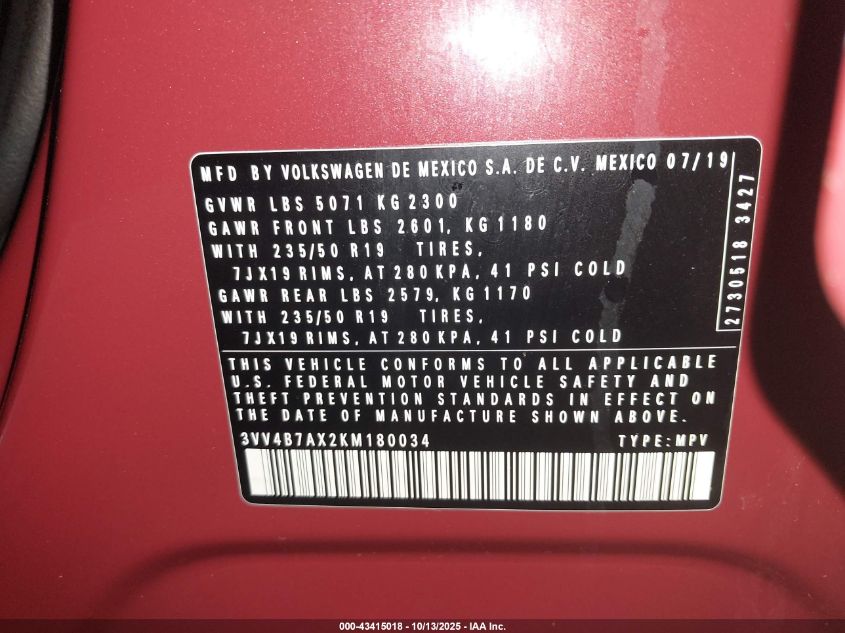 MFD BY VOLKSWAGEN DE MEXICO S.A. DE C.V. MEXICO 07/19
GVWR LBS 5071 KG 2300
GAWR FRONT LBS 2601, KG 1180
WITH 235/50 R19 TIRES,
7JX19 RIMS, AT 280 KPA, 41 PSI COLD
GAWR REAR LBS 2579, KG 1170
WITH 235/50 R19 TIRES,
7JX19 RIMS, AT 280 KPA, 41 PSI COLD
2730518 3427
THIS VEHICLE CONFORMS TO ALL APPLICABLE
U.S. FEDERAL MOTOR VEHICLE SAFETY AND
THEFT PREVENTION STANDARDS IN EFFECT ON
THE DATE OF MANUFACTURE SHOWN ABOVE.
3VV4B7AX2KM180034 TYPE: MPV
000-43415018 - 10/13/2025 - IAA Inc.